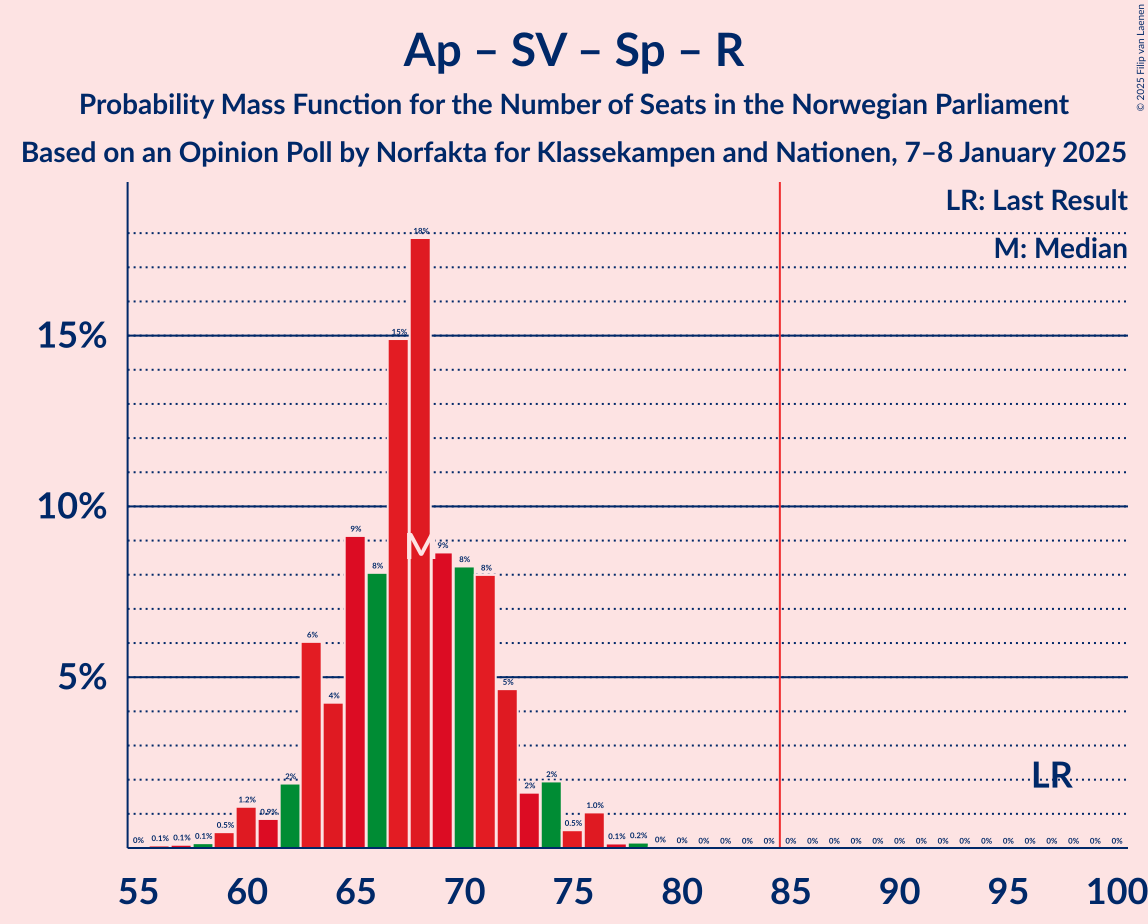 Ap – SV – Sp – R
Probability Mass Function for the Number of Seats in the Norwegian Parliament
Based on an Opinion Poll by Norfakta for Klassekampen and Nationen, 7–8 January 2025
© 2025 Filip van Laenen
LR: Last Result
M: Median
15%
10%
5%
0% 0.1% 0.1% 0.1% 0.5% 1.2% 0.9% 2% 6% 4% 9% 8% 15% 18% 9% 8% 8% 5% 2% 2% 0.5% 1.0% 0.1% 0.2% 0% 0% 0% 0% 0% 0% 0% 0% 0% 0% 0% 0% 0% 0% 0% 0% 0% 0% 0% 0% 0% 0%
M
LR
55 60 65 70 75 80 85 90 95 100